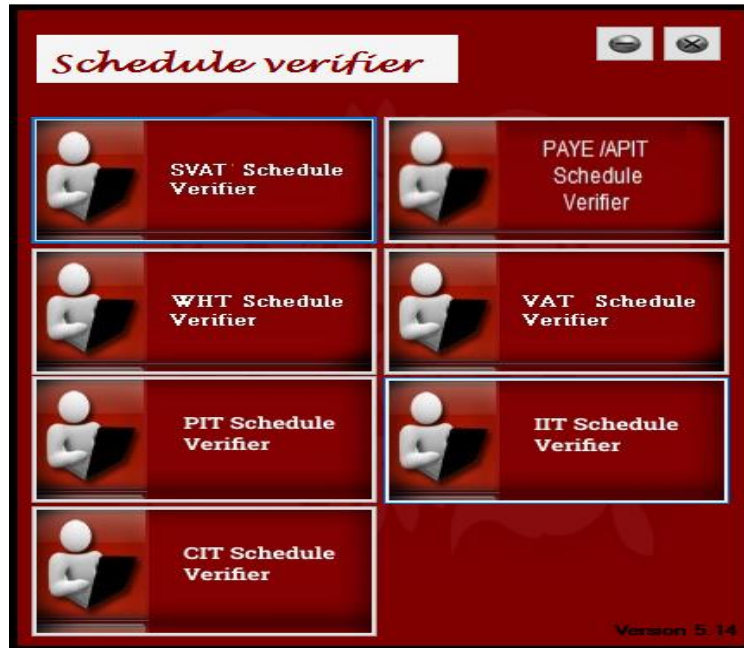 Schedule verifier
SVAT Schedule
Verifier
PAYE /APIT
Schedule
Verifier
WHT Schedule
Verifier
VAT Schedule
Verifier
PIT Schedule
Verifier
IIT Schedule
Verifier
CIT Schedule
Verifier
Version 5.14